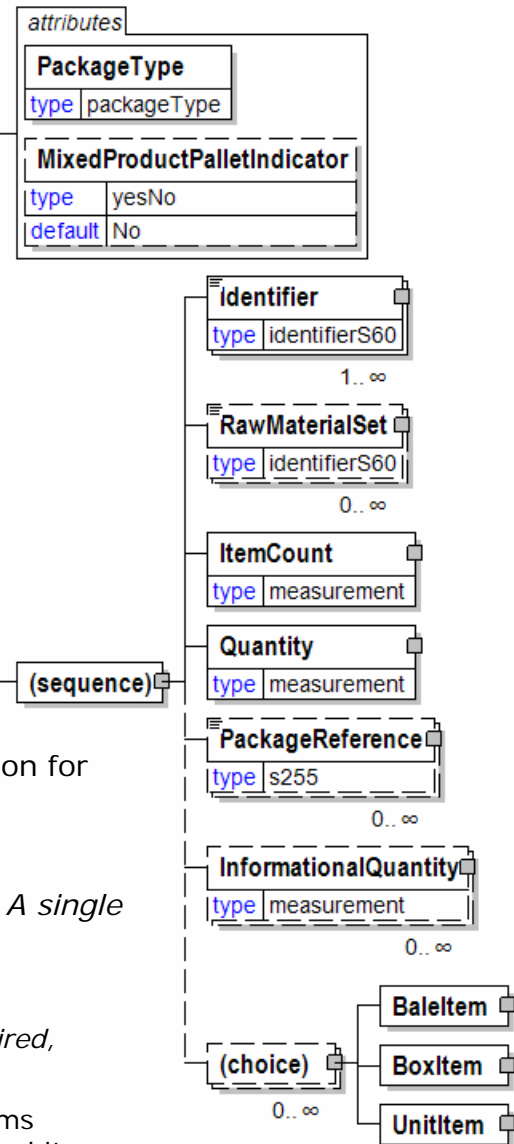 attributes
PackageType
type packageType
MixedProductPalletIndicator
type yesNo
default No
Identifier
type identifierS60
1.. ∞
RawMaterialSet
type identifierS60
0.. ∞
ItemCount
type measurement
Quantity
type measurement
(sequence)
PackageReference
type s255
0.. ∞
on for
InformationalQuantity
type measurement
0.. ∞
A single
ired,
(choice)
0.. ∞
BaleItem
BoxItem
UnitItem
ms